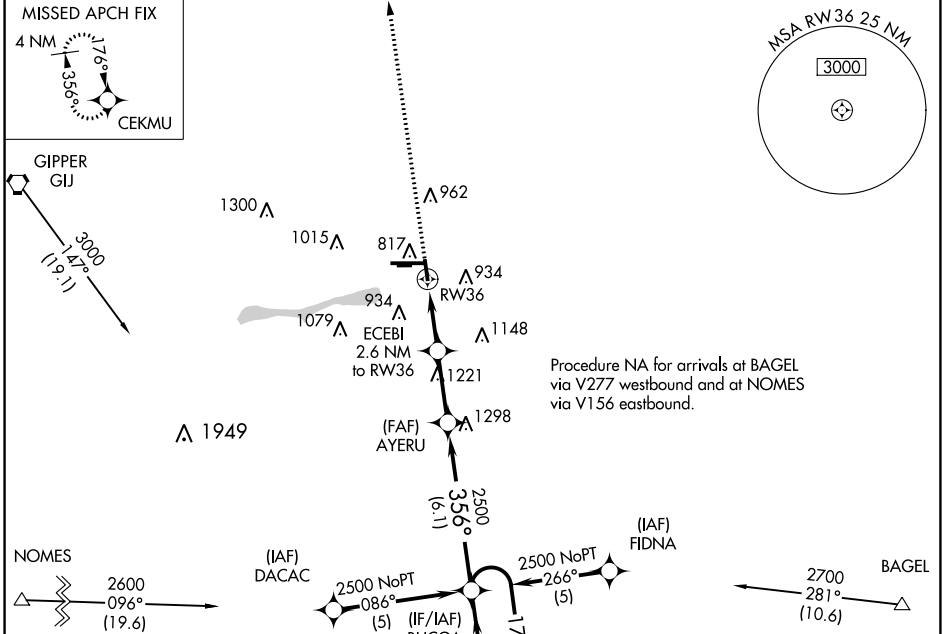 MISSED APCH FIX
4 NM
176°
356°
CEKMU
MSA RW36 25 NM
3000
GIPPER
GIJ
3000
147°
(19.1)
1300
962
1015
817
934
RW36
934
1079
1148
ECEBI
2.6 NM
to RW36
1221
Procedure NA for arrivals at BAGEL
via V277 westbound and at NOMES
via V156 eastbound.
1949
(FAF)
AYERU
1298
2500
356°
(6.1)
NOMES
2600
096°
(19.6)
(IAF)
DACAC
2500 NoPT
086°
(5)
(IF/IAF)
(IAF)
FIDNA
2500 NoPT
266°
(5)
BAGEL
2700
281°
(10.6)